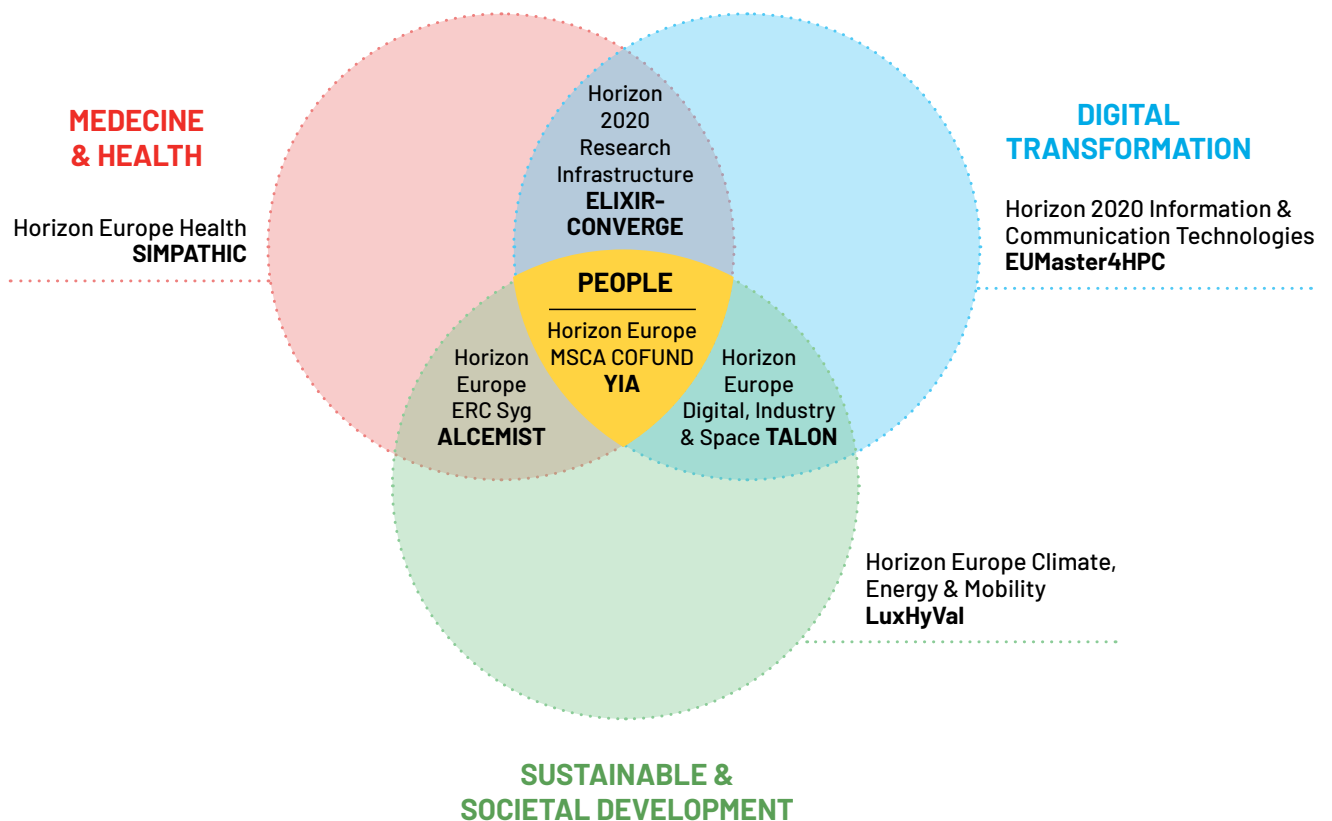 MEDECINE
& HEALTH
Horizon Europe Health
SIMPATHIC
Horizon
2020
Research
Infrastructure
ELIXIR-
CONVERGE
DIGITAL
TRANSFORMATION
Horizon 2020 Information &
Communication Technologies
EUMaster4HPC
PEOPLE
Horizon Europe
MSCA COFUND
YIA
Horizon
Europe
ERC Syg
ALCEMIST
Horizon
Europe
Digital, Industry
& Space TALON
Horizon Europe Climate,
Energy & Mobility
LuxHyVal
SUSTAINABLE &
SOCIETAL DEVELOPMENT